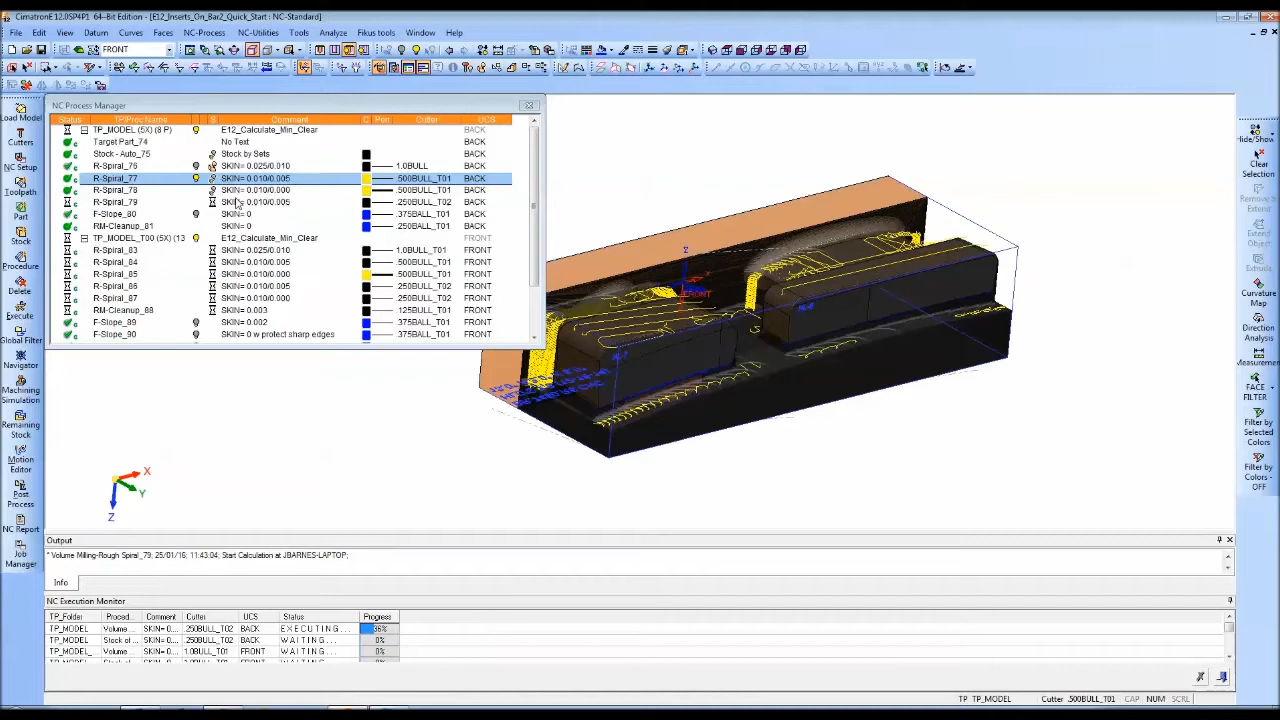 CimatronE 12.0SP4P1 64-Bit Edition - [E12_Inserts_On_Bar2_Quick_Start : NC-Standard]
File Edit View Datum Curves Faces NC-Process NC-Utilities Tools Analyze Fikus tools Window Help
FRONT
NC Process Manager
Status TP/Proc Name S Comment C Pen Cutter UCS
TP_MODEL (5X) (8 P) E12_Calculate_Min_Clear BACK
Target Part_74 No Text BACK
Stock - Auto_75 Stock by Sets BACK
R-Spiral_76 SKIN= 0.025/0.010 1.0BULL BACK
R-Spiral_77 SKIN= 0.010/0.005 .500BULL_T01 BACK
R-Spiral_78 SKIN= 0.010/0.000 .500BULL_T01 BACK
R-Spiral_79 SKIN= 0.010/0.005 .250BULL_T02 BACK
F-Slope_80 SKIN= 0 .375BALL_T01 BACK
RM-Cleanup_81 SKIN= 0 .250BALL_T01 BACK
TP_MODEL_T00 (5X) (13 E12_Calculate_Min_Clear FRONT
R-Spiral_83 SKIN= 0.025/0.010 1.0BULL_T01 FRONT
R-Spiral_84 SKIN= 0.010/0.005 .500BULL_T01 FRONT
R-Spiral_85 SKIN= 0.010/0.000 .500BULL_T01 FRONT
R-Spiral_86 SKIN= 0.010/0.005 .250BULL_T02 FRONT
R-Spiral_87 SKIN= 0.010/0.000 .250BULL_T02 FRONT
RM-Cleanup_88 SKIN= 0.003 .125BULL_T01 FRONT
F-Slope_89 SKIN= 0.002 .375BALL_T01 FRONT
F-Slope_90 SKIN= 0 w protect sharp edges .375BALL_T01 FRONT
Load Model
Cutters
NC Setup
Toolpath
Part
Stock
Procedure
Delete
Execute
Global Filter
Navigator
Machining
Simulation
Remaining
Stock
Motion
Editor
Post
Process
NC Report
Job
Manager
Z
FRONT
X
Y
Z
Hide/Show
Clear
Selection
Remove
Extend
Extend
Object
Extrude
Curvature
Map
Direction
Analysis
Measurement
FACE
FILTER
Filter by
Selected
Colors
Filter by
Colors -
OFF
Output
* Volume Milling-Rough Spiral_79; 25/01/16; 11:43:04; Start Calculation at JBARNES-LAPTOP;
Info
NC Execution Monitor
TP_Folder Proced... Comment Cutter UCS Status Progress
TP_MODEL Volume ... SKIN= 0.... .250BULL_T02 BACK EXECUTING... 36%
TP_MODEL Stock of ... SKIN= 0.... .250BULL_T02 BACK WAITING... 0%
TP_MODEL_ Volume ... SKIN= 0.... 1.0BULL_T01 FRONT WAITING... 0%
TP TP_MODEL Cutter .500BULL_T01 CAP NUM SCRL